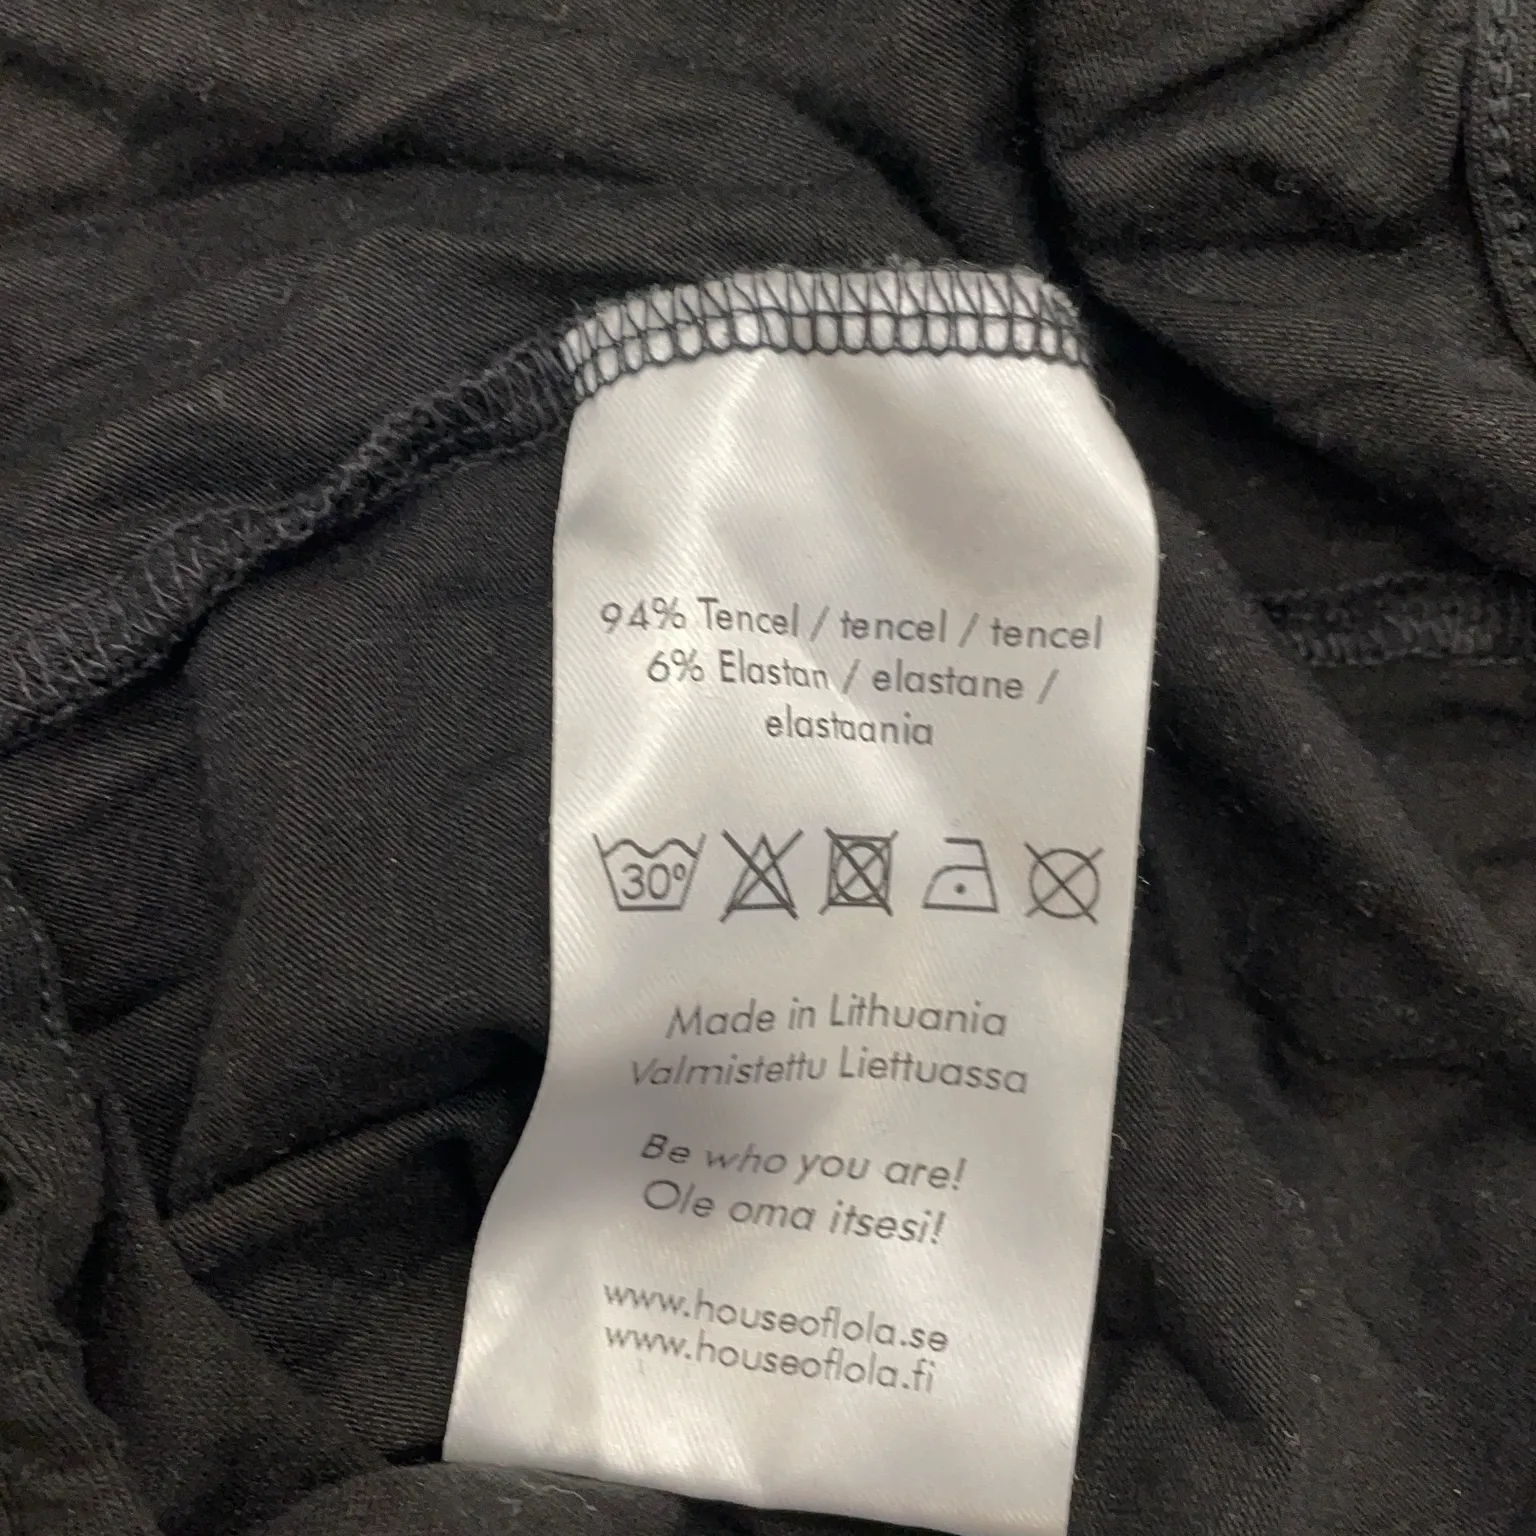 94% Tencel / tencel / tencel
6% Elastan / elastane /
elastaania
30°
Made in Lithuania
Valmistettu Liettuassa
Be who you are!
Ole oma itsesi!
www.houseoflola.se
www.houseoflola.fi